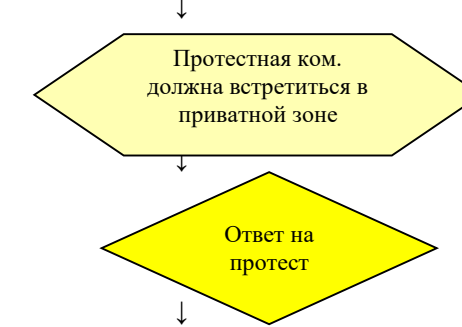 Протестная ком.
должна встретиться в
приватной зоне
Ответ на
протест